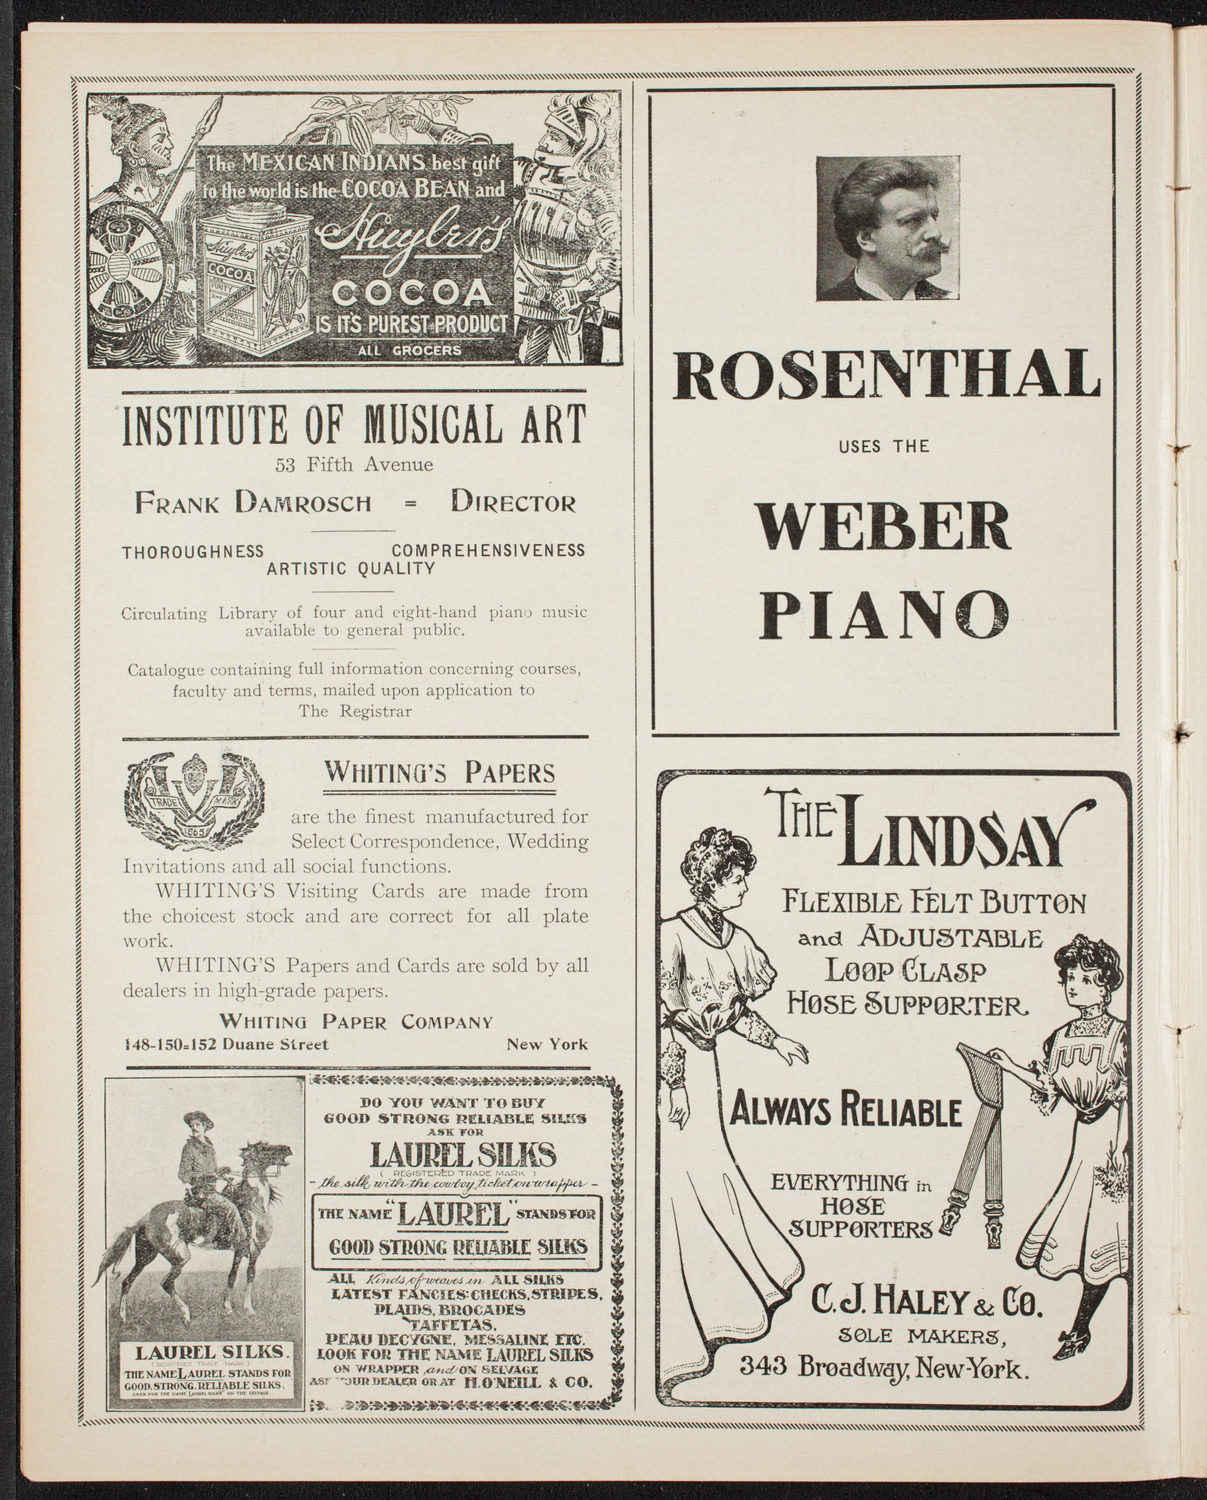 The MEXICAN INDIANS best gift
to the world is the COCOA BEAN and
Huyler's
COCOA
IS IT'S PUREST PRODUCT
ALL GROCERS
Huyler's
COCOA
INSTITUTE OF MUSICAL ART
53 Fifth Avenue
FRANK DAMROSCH = DIRECTOR
THOROUGHNESS COMPREHENSIVENESS
ARTISTIC QUALITY
Circulating Library of four and eight-hand piano music
available to general public.
Catalogue containing full information concerning courses,
faculty and terms, mailed upon application to
The Registrar
TRADE MARK
1865
WHITING'S PAPERS
are the finest manufactured for
Select Correspondence, Wedding
Invitations and all social functions.
WHITING'S Visiting Cards are made from
the choicest stock and are correct for all plate
work.
WHITING'S Papers and Cards are sold by all
dealers in high-grade papers.
WHITING PAPER COMPANY
148-150=152 Duane Street New York
LAUREL SILKS.
(REGISTERED TRADE MARK)
THE NAME LAUREL STANDS FOR
GOOD, STRONG, RELIABLE SILKS.
LOOK FOR THE NAME LAUREL SILKS ON THE SELVAGE
DO YOU WANT TO BUY
GOOD STRONG RELIABLE SILKS
ASK FOR
LAUREL SILKS
( REGISTERED TRADE MARK )
- the silk with the cowboy ticket on wrapper -
THE NAME "LAUREL" STANDS FOR
GOOD STRONG RELIABLE SILKS
ALL Kinds of weaves in ALL SILKS
LATEST FANCIES: CHECKS, STRIPES,
PLAIDS, BROCADES
TAFFETAS,
PEAU DECYGNE, MESSALINE ETC.
LOOK FOR THE NAME LAUREL SILKS
ON WRAPPER and ON SELVAGE
YOUR DEALER OR AT H. O'NEILL & CO.
ROSENTHAL
USES THE
WEBER
PIANO
THE LINDSAY
FLEXIBLE FELT BUTTON
and ADJUSTABLE
LOOP CLASP
HOSE SUPPORTER.
ALWAYS RELIABLE
EVERYTHING in
HOSE
SUPPORTERS
C. J. HALEY & CO.
SOLE MAKERS,
343 Broadway, New-York.